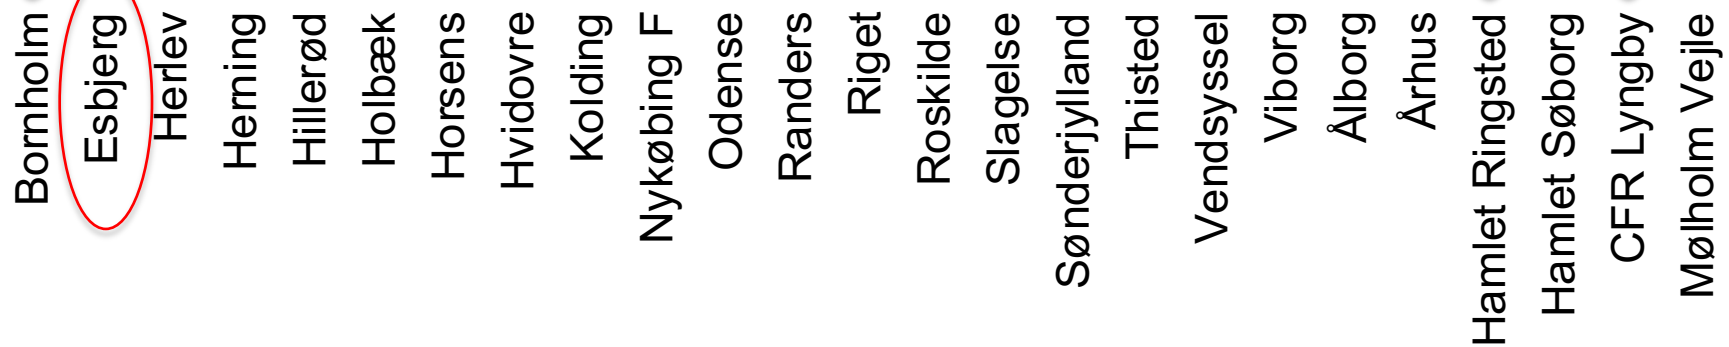 Bornholm
Esbjerg
Herlev
Herning
Hillerød
Holbæk
Horsens
Hvidovre
Kolding
Nykøbing F
Odense
Randers
Riget
Roskilde
Slagelse
Sønderjylland
Thisted
Vendsyssel
Viborg
Ålborg
Århus
Hamlet Ringsted
Hamlet Søborg
CFR Lyngby
Mølholm Vejle